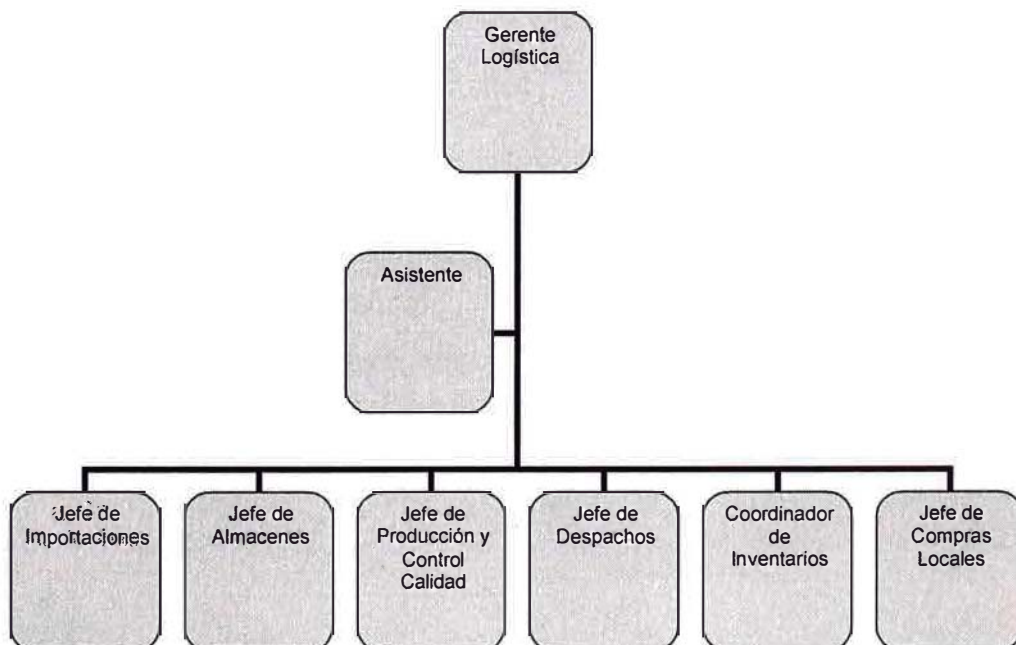 Gerente
Logística
Asistente
Jefe de
Importaciones
Jefe de
Almacenes
Jefe de
Producción y
Control
Calidad
Jefe de
Despachos
Coordinador
de
Inventarios
Jefe de
Compras
Locales